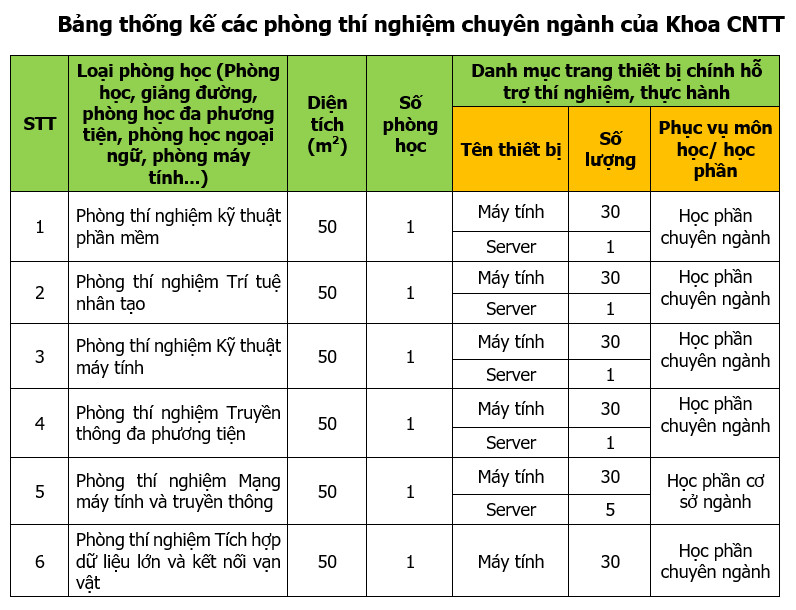 Bảng thống kế các phòng thí nghiệm chuyên ngành của Khoa CNTT
STT
Loại phòng học (Phòng
học, giảng đường,
phòng học đa phương
tiện, phòng học ngoại
ngữ, phòng máy
tính...)
Diện
tích
(m²)
Số
phòng
học
Danh mục trang thiết bị chính hỗ
trợ thí nghiệm, thực hành
Tên thiết bị
Số
lượng
Phục vụ môn
học/ học
phần
1
Phòng thí nghiệm kỹ thuật
phần mềm
50
1
Máy tính
30
Server
1
Học phần
chuyên ngành
2
Phòng thí nghiệm Trí tuệ
nhân tạo
50
1
Máy tính
30
Server
1
Học phần
chuyên ngành
3
Phòng thí nghiệm Kỹ thuật
máy tính
50
1
Máy tính
30
Server
1
Học phần
chuyên ngành
4
Phòng thí nghiệm Truyền
thông đa phương tiện
50
1
Máy tính
30
Server
1
Học phần
chuyên ngành
5
Phòng thí nghiệm Mạng
máy tính và truyền thông
50
1
Máy tính
30
Server
5
Học phần cơ
sở ngành
6
Phòng thí nghiệm Tích hợp
dữ liệu lớn và kết nối vạn
vật
50
1
Máy tính
30
Học phần
chuyên ngành